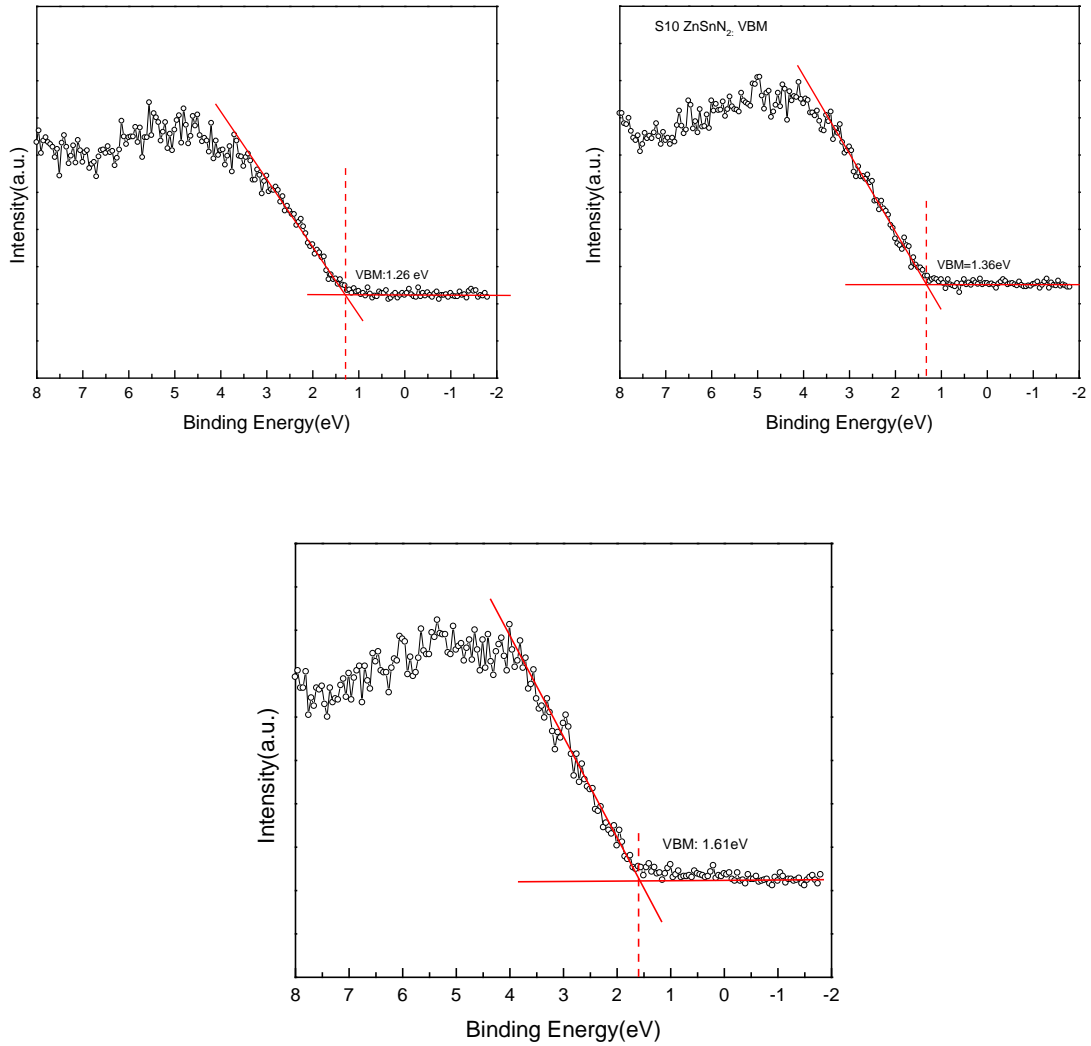 Intensity(a.u.)
VBM:1.26 eV
8 7 6 5 4 3 2 1 0 -1 -2
Binding Energy(eV)
S10 ZnSnN₂: VBM
Intensity(a.u.)
VBM=1.36eV
8 7 6 5 4 3 2 1 0 -1 -2
Binding Energy(eV)
Intensity(a.u.)
VBM: 1.61eV
8 7 6 5 4 3 2 1 0 -1 -2
Binding Energy(eV)